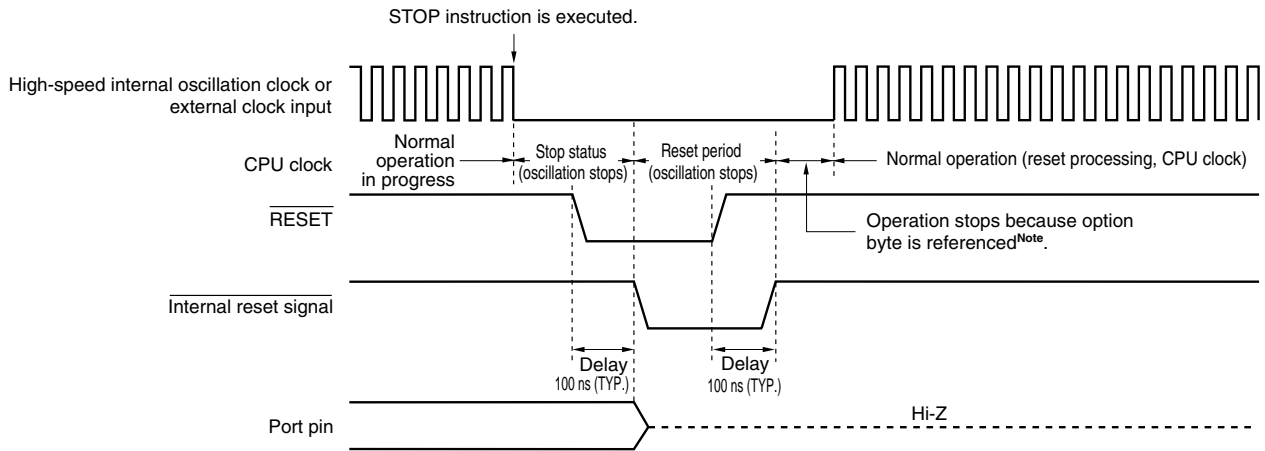 STOP instruction is executed.
High-speed internal oscillation clock or
external clock input
CPU clock
Normal
operation
in progress
Stop status
(oscillation stops)
Reset period
(oscillation stops)
Normal operation (reset processing, CPU clock)
RESET
Operation stops because option
byte is referencedNote.
Internal reset signal
Delay
100 ns (TYP.)
Delay
100 ns (TYP.)
Port pin
Hi-Z